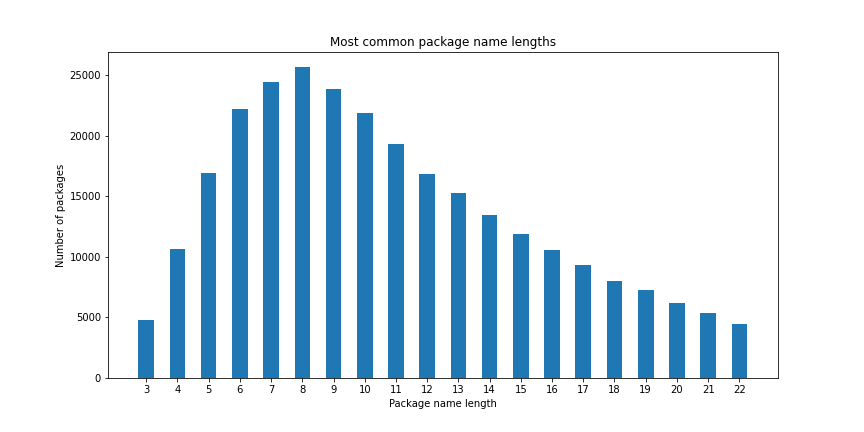 Most common package name lengths
Number of packages
25000
20000
15000
10000
5000
0
3 4 5 6 7 8 9 10 11 12 13 14 15 16 17 18 19 20 21 22
Package name length